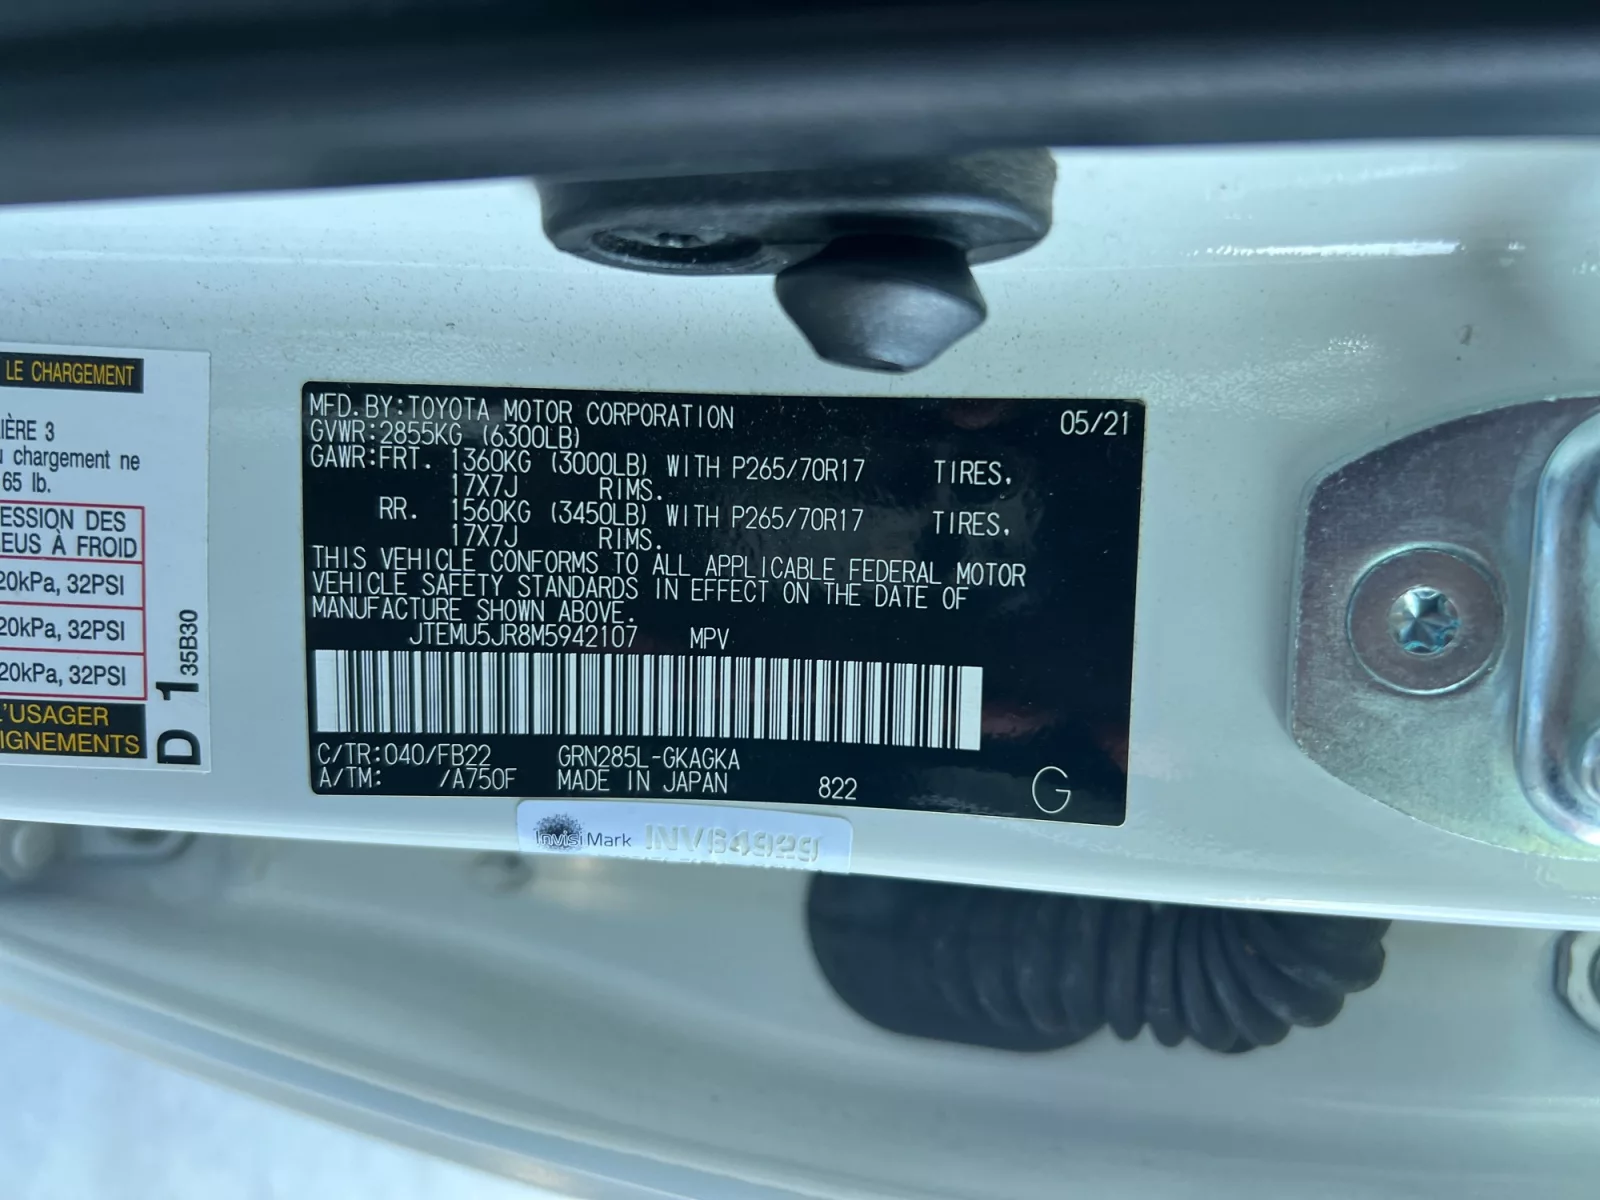 LE CHARGEMENT
IÈRE 3
u chargement ne
65 lb.
ESSION DES
EUS À FROID
20kPa, 32PSI
20kPa, 32PSI
20kPa, 32PSI
L'USAGER
IGNEMENTS
D 1 35B30
MFD.BY:TOYOTA MOTOR CORPORATION 05/21
GVWR:2855KG (6300LB)
GAWR:FRT. 1360KG (3000LB) WITH P265/70R17 TIRES.
17X7J RIMS.
RR. 1560KG (3450LB) WITH P265/70R17 TIRES.
17X7J RIMS.
THIS VEHICLE CONFORMS TO ALL APPLICABLE FEDERAL MOTOR
VEHICLE SAFETY STANDARDS IN EFFECT ON THE DATE OF
MANUFACTURE SHOWN ABOVE.
JTEMU5JR8M5942107 MPV
C/TR:040/FB22 GRN285L-GKAGKA
A/TM: /A750F MADE IN JAPAN 822 G
InvisiMark INV64929